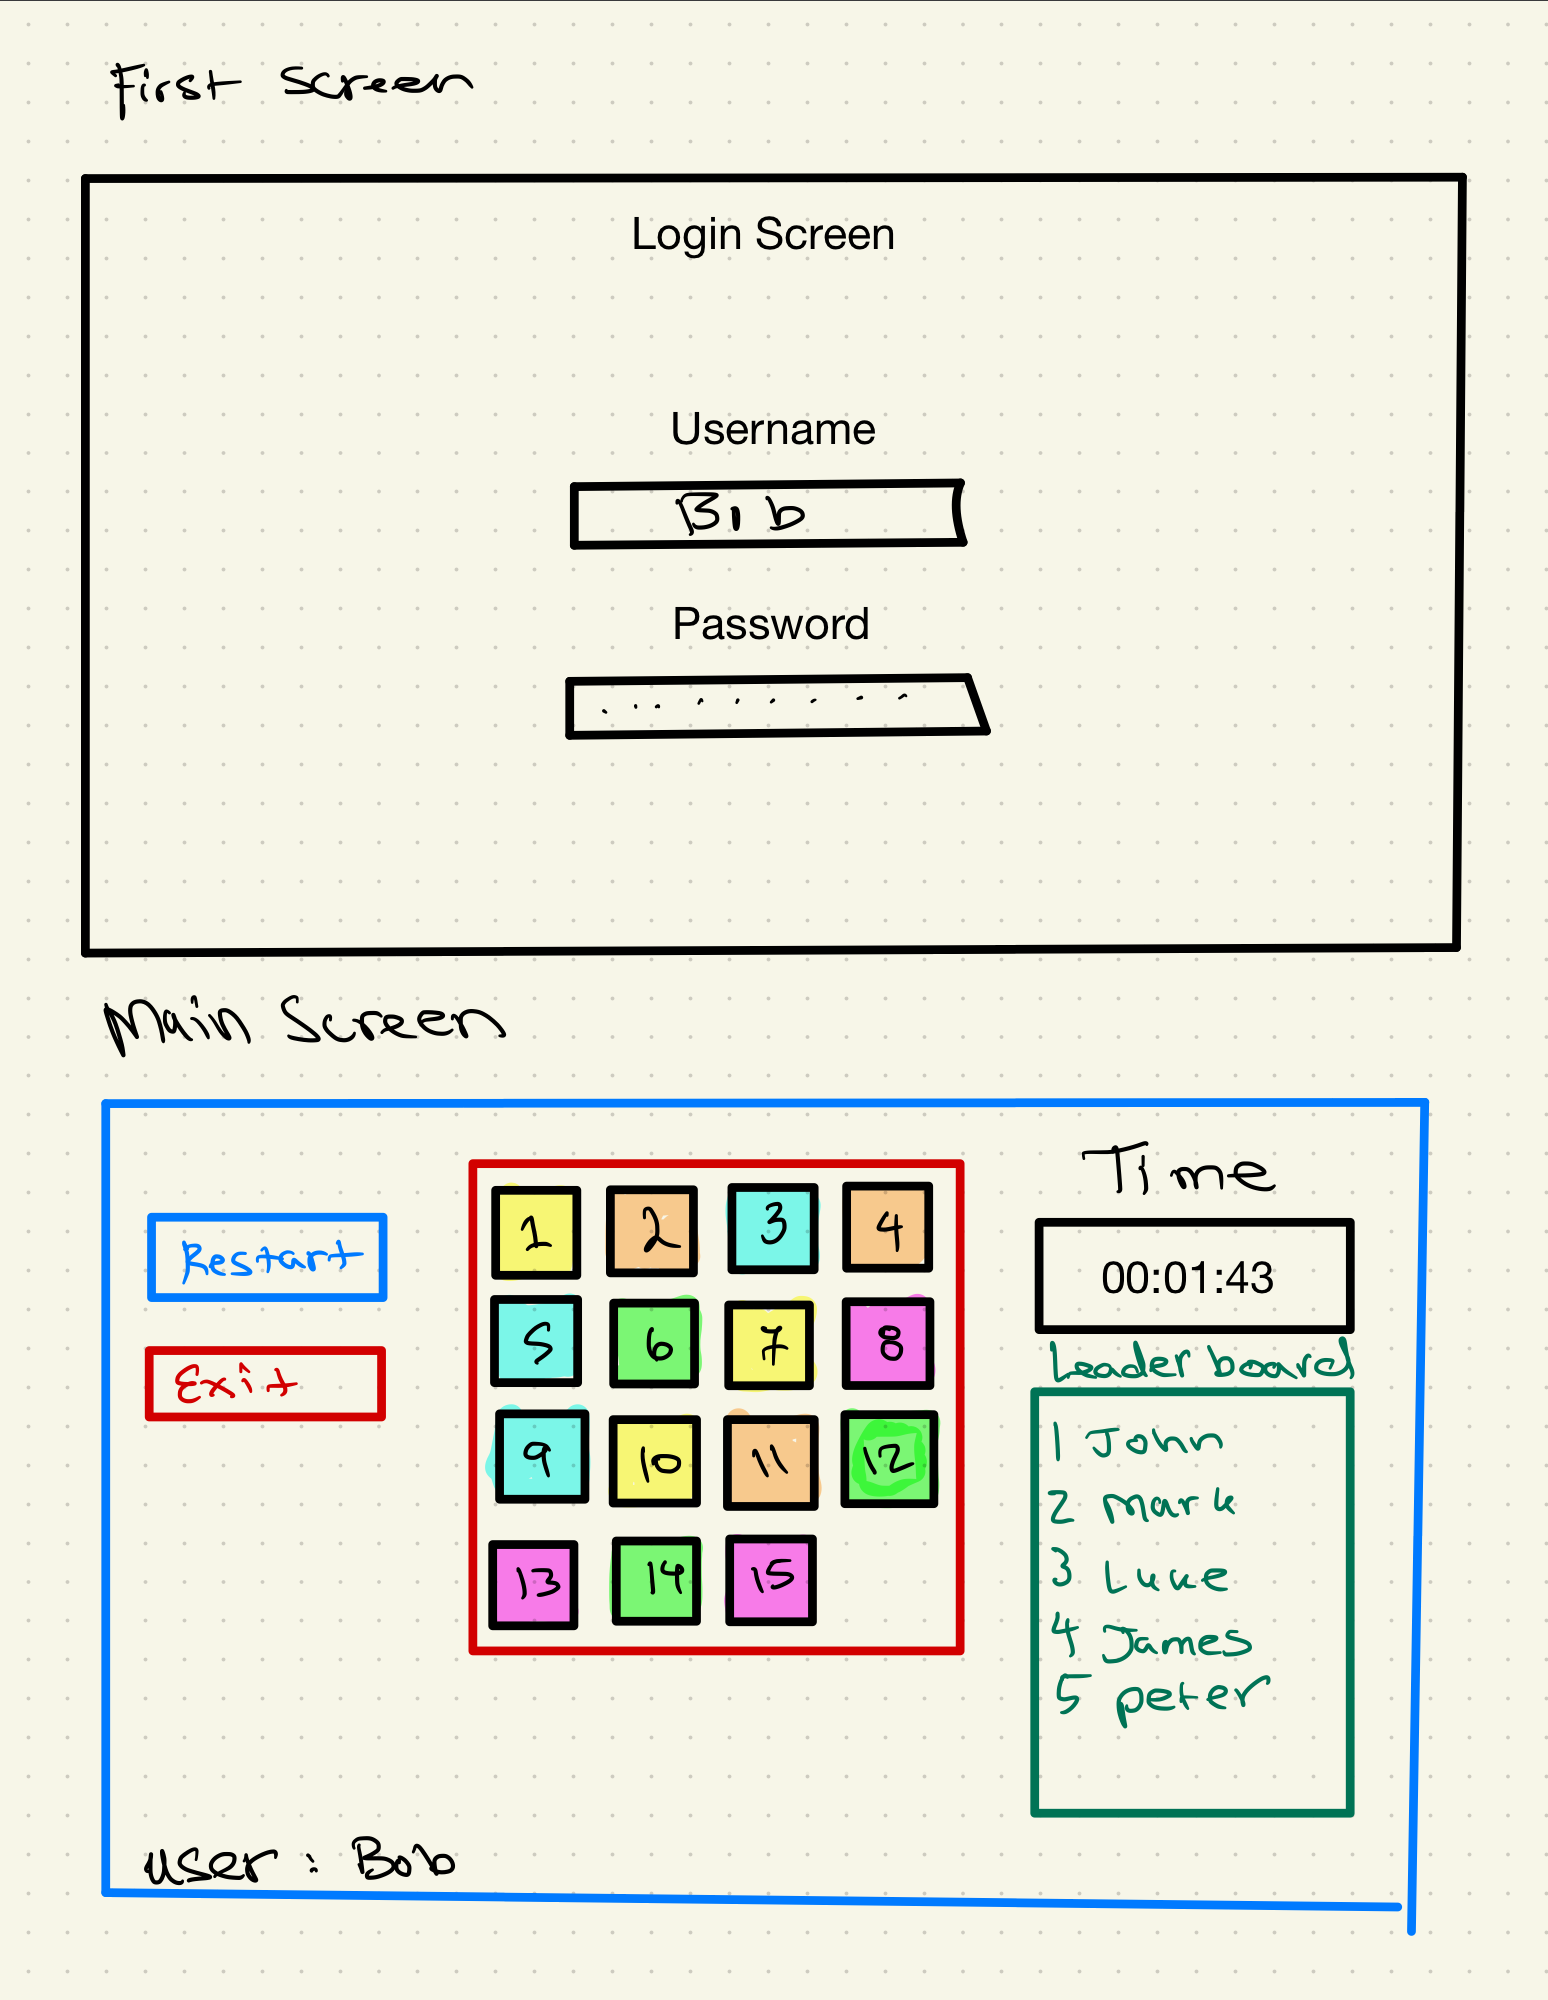 First Screen
Login Screen
Username
Bib
Password
.........
Main Screen
Restart
Exit
1 2 3 4
5 6 7 8
9 10 11 12
13 14 15
Time
00:01:43
Leader board
1 John
2 Mark
3 Luke
4 James
5 peter
user : Bob